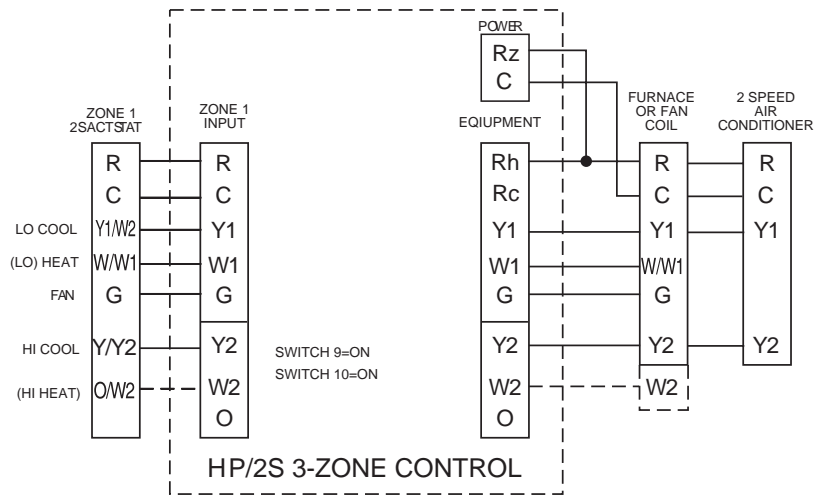 POWER
Rz
C
ZONE 1
2SACTSTAT
ZONE 1
INPUT
EQIUPMENT
FURNACE
OR FAN
COIL
2 SPEED
AIR
CONDITIONER
R R Rh R R
C C Rc C C
LO COOL Y1/W2 Y1 Y1 Y1 Y1
(LO) HEAT W/W1 W1 W1 W/W1
FAN G G G G
HI COOL Y/Y2 Y2 SWITCH 9=ON Y2 Y2 Y2
SWITCH 10=ON
(HI HEAT) O/W2 W2 W2 W2
O O
HP/2S 3-ZONE CONTROL